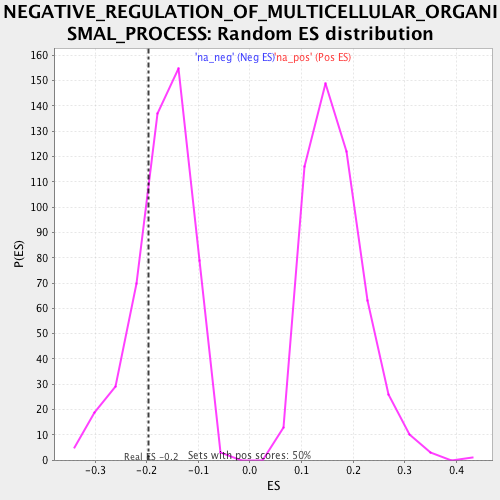 NEGATIVE_REGULATION_OF_MULTICELLULAR_ORGANI
SMAL_PROCESS: Random ES distribution
'na_neg' (Neg ES)'na_pos' (Pos ES)
160
150
140
130
120
110
100
90
80
70
60
50
40
30
20
10
0
P(ES)
Real ES -0.2
Sets with pos scores: 50%
-0.3 -0.2 -0.1 0.0 0.1 0.2 0.3 0.4
ES